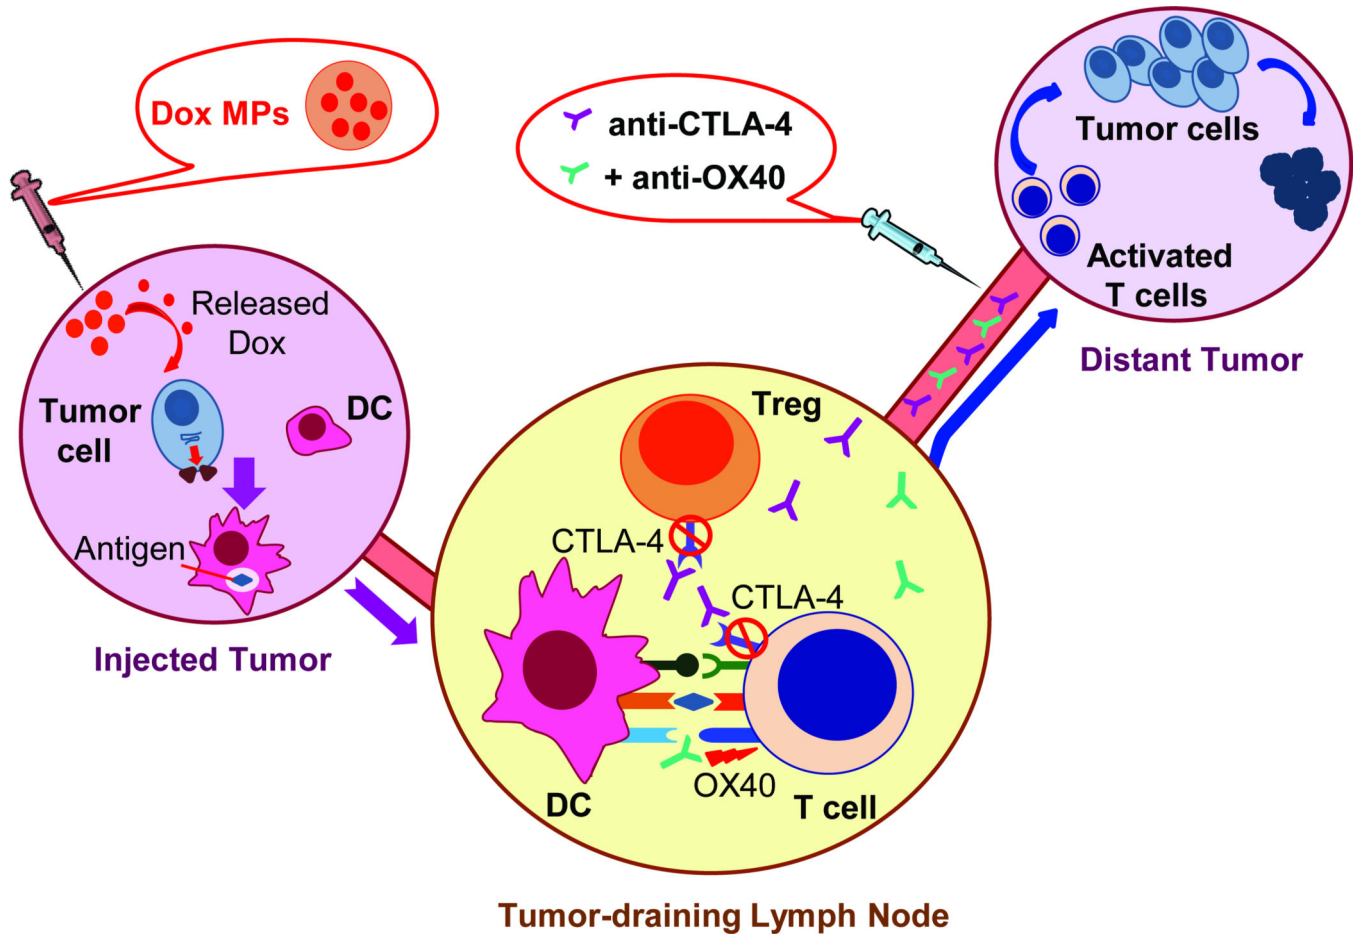 Dox MPs
anti-CTLA-4
+ anti-OX40
Tumor cells
Activated
T cells
Distant Tumor
Released
Dox
Tumor
cell
DC
Antigen
Injected Tumor
Treg
CTLA-4
CTLA-4
OX40
DC
T cell
Tumor-draining Lymph Node